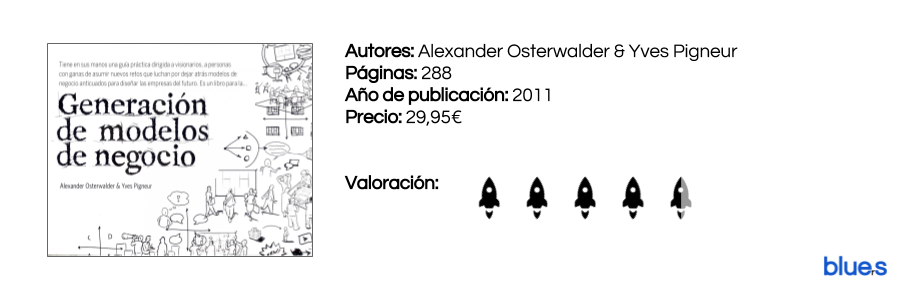 Tiene en sus manos una guía práctica dirigida a visionarios, a personas
con ganas de asumir nuevos retos que luchan por dejar atrás modelos de
negocio anticuados para diseñar las empresas del futuro. Es un libro para la...
Generación
de modelos
de negocio
Alexander Osterwalder & Yves Pigneur
Autores: Alexander Osterwalder & Yves Pigneur
Páginas: 288
Año de publicación: 2011
Precio: 29,95€
Valoración:
bluers